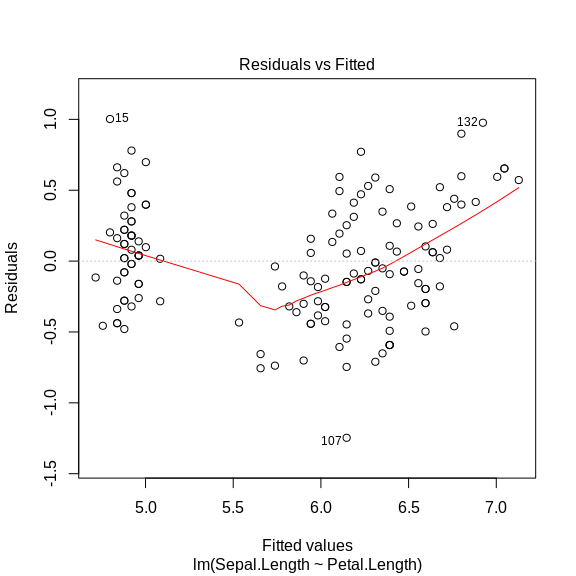 Residuals vs Fitted
Residuals
1.0
0.5
0.0
-0.5
-1.0
-1.5
15
132
107
5.0 5.5 6.0 6.5 7.0
Fitted values
lm(Sepal.Length ~ Petal.Length)